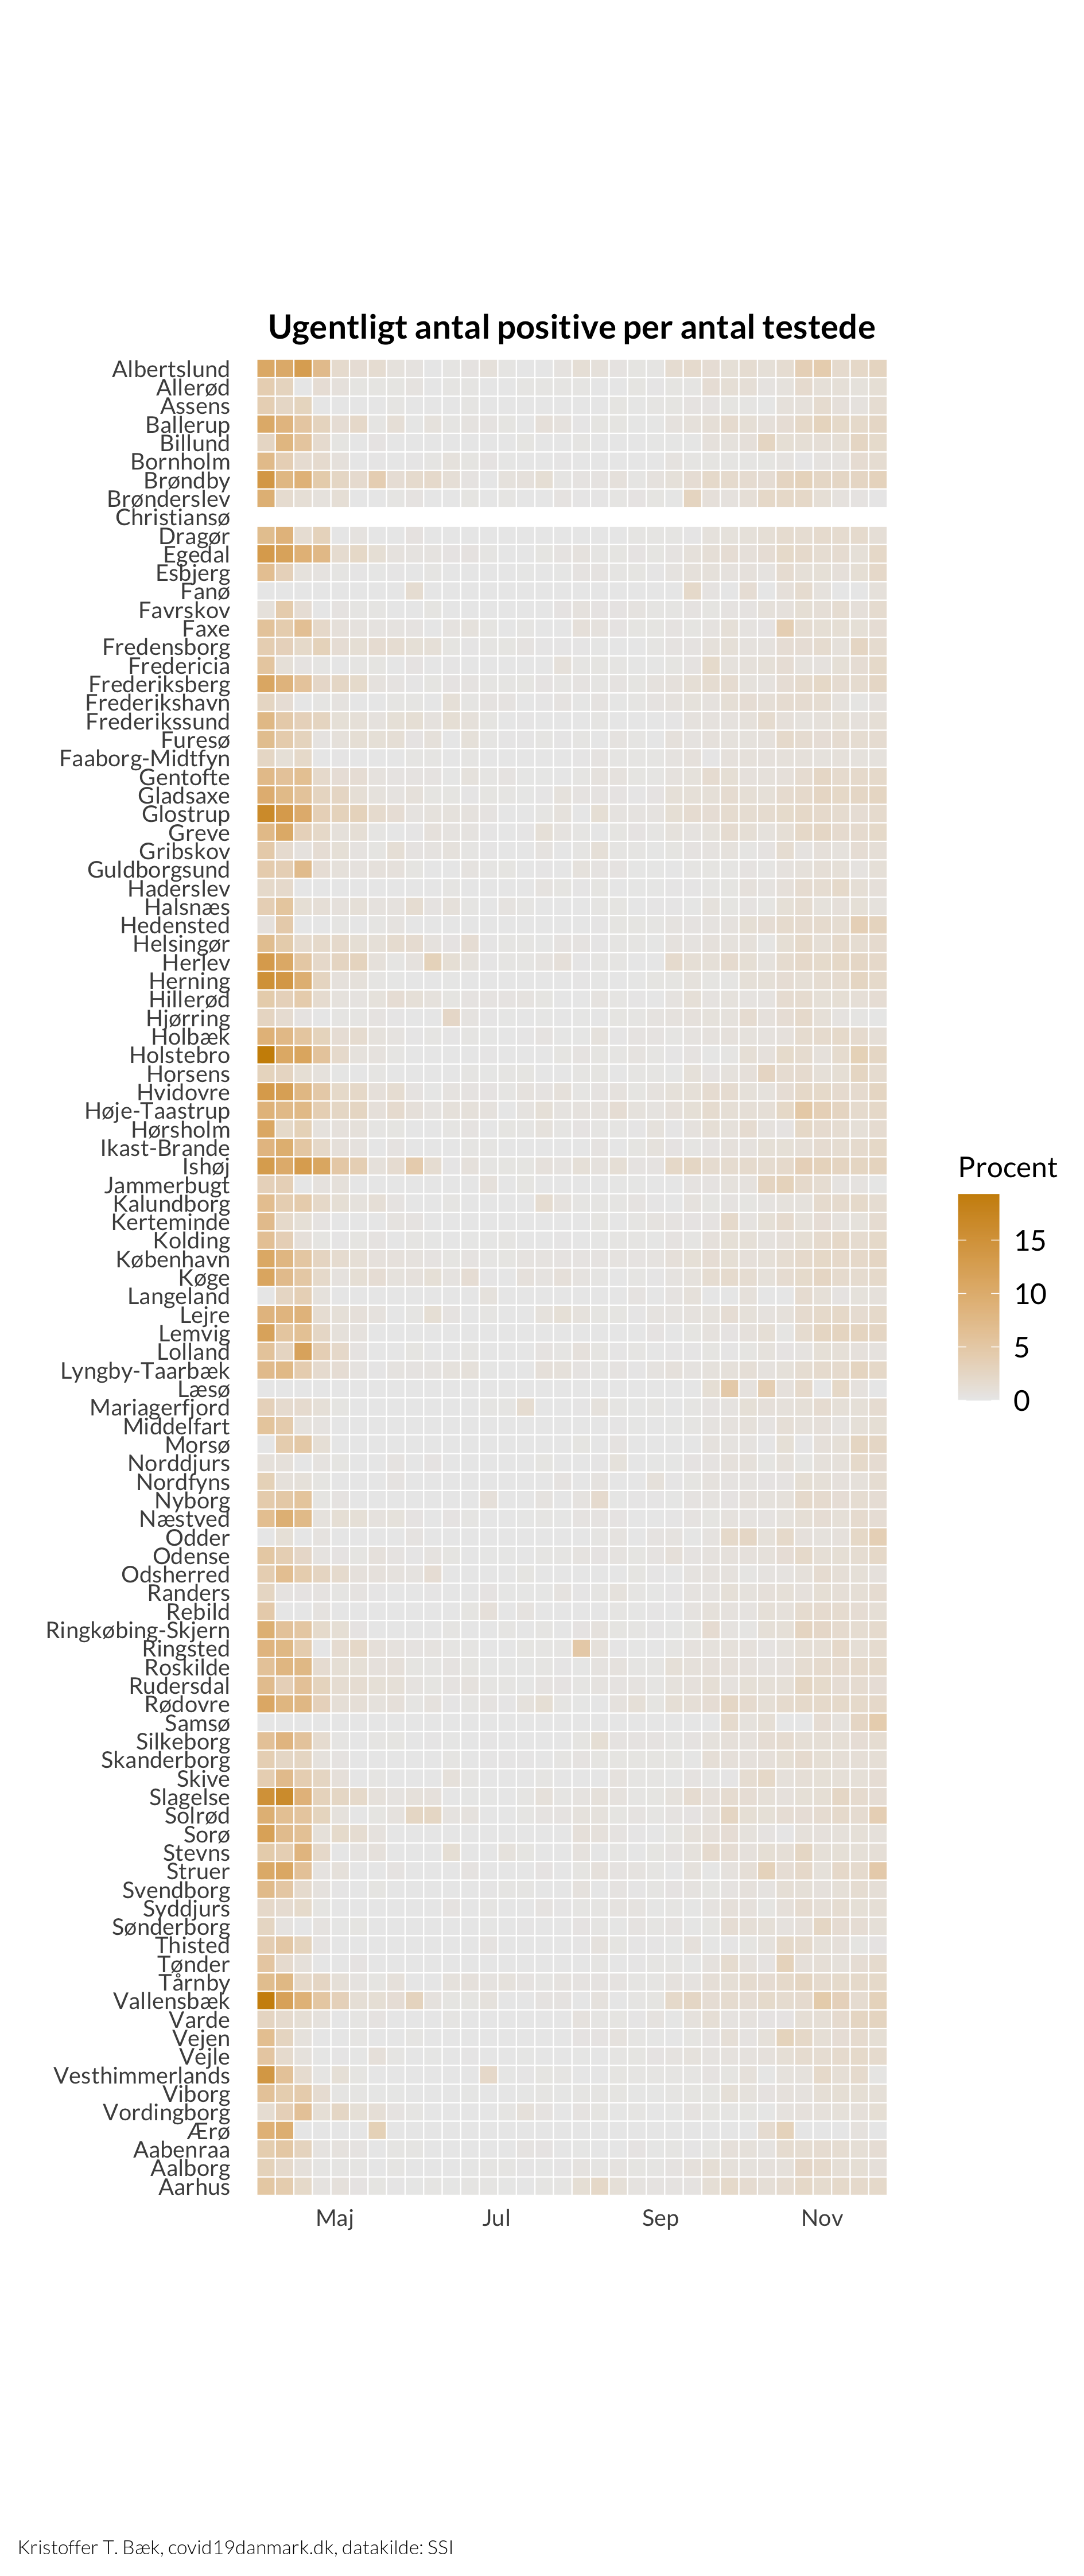 Ugentligt antal positive per antal testede
Albertslund
Allerød
Assens
Ballerup
Billund
Bornholm
Brøndby
Brønderslev
Christiansø
Dragør
Egedal
Esbjerg
Fanø
Favrskov
Faxe
Fredensborg
Fredericia
Frederiksberg
Frederikshavn
Frederikssund
Furesø
Faaborg-Midtfyn
Gentofte
Gladsaxe
Glostrup
Greve
Gribskov
Guldborgsund
Haderslev
Halsnæs
Hedensted
Helsingør
Herlev
Herning
Hillerød
Hjørring
Holbæk
Holstebro
Horsens
Hvidovre
Høje-Taastrup
Hørsholm
Ikast-Brande
Ishøj
Jammerbugt
Kalundborg
Kerteminde
Kolding
København
Køge
Langeland
Lejre
Lemvig
Lolland
Lyngby-Taarbæk
Læsø
Mariagerfjord
Middelfart
Morsø
Norddjurs
Nordfyns
Nyborg
Næstved
Odder
Odense
Odsherred
Randers
Rebild
Ringkøbing-Skjern
Ringsted
Roskilde
Rudersdal
Rødovre
Samsø
Silkeborg
Skanderborg
Skive
Slagelse
Solrød
Sorø
Stevns
Struer
Svendborg
Syddjurs
Sønderborg
Thisted
Tønder
Tårnby
Vallensbæk
Varde
Vejen
Vejle
Vesthimmerlands
Viborg
Vordingborg
Ærø
Aabenraa
Aalborg
Aarhus
Maj Jul Sep Nov
Procent
15
10
5
0
Kristoffer T. Bæk, covid19danmark.dk, datakilde: SSI